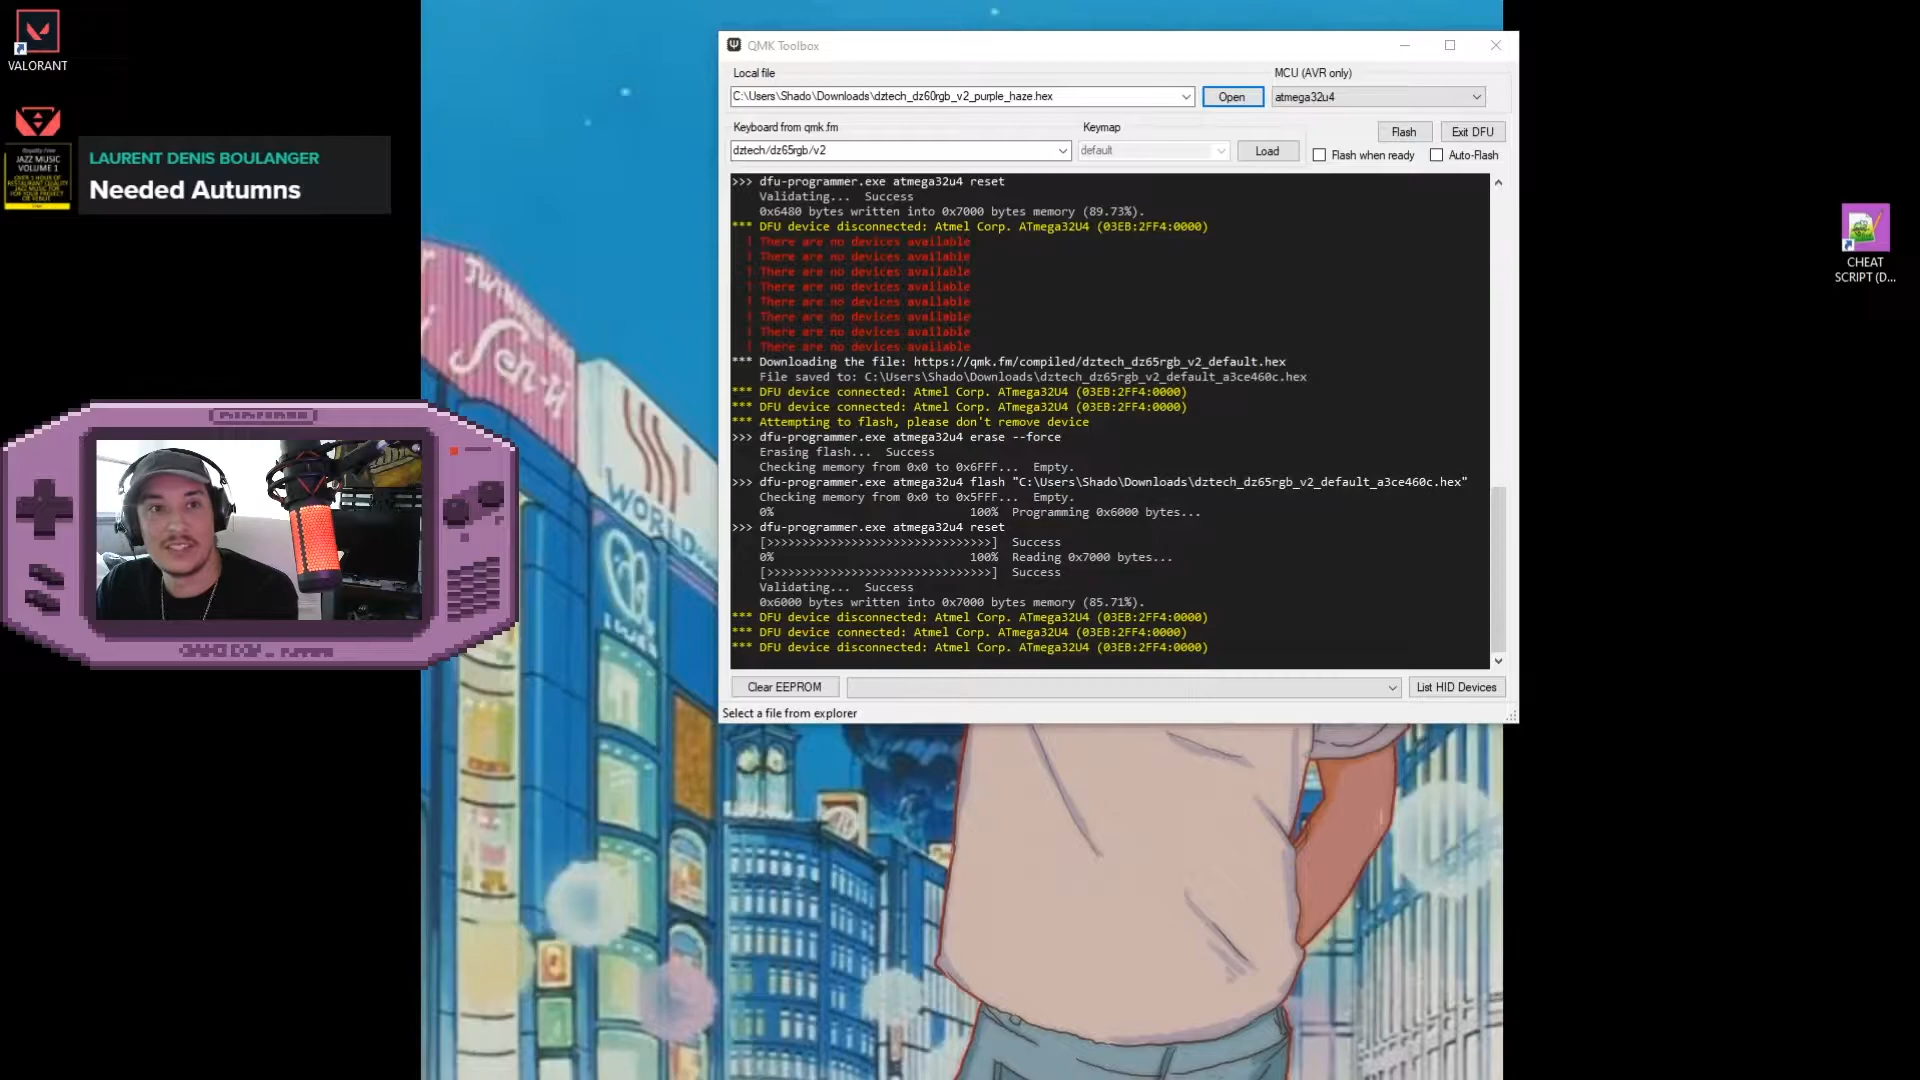 VALORANT
Royalty Free
JAZZ MUSIC
VOLUME 1
LAURENT DENIS BOULANGER
Needed Autumns
QMK Toolbox
Local file
MCU (AVR only)
C:\Users\Shado\Downloads\dztech_dz60rgb_v2_purple_haze.hex
Open
atmega32u4
Keyboard from qmk.fm
Keymap
Flash
Exit DFU
dztech/dz65rgb/v2
default
Load
Flash when ready
Auto-Flash
>>> dfu-programmer.exe atmega32u4 reset
Validating... Success
0x6480 bytes written into 0x7000 bytes memory (89.73%).
*** DFU device disconnected: Atmel Corp. ATmega32U4 (03EB:2FF4:0000)
! There are no devices available
! There are no devices available
! There are no devices available
! There are no devices available
! There are no devices available
! There are no devices available
! There are no devices available
! There are no devices available
*** Downloading the file: https://qmk.fm/compiled/dztech_dz65rgb_v2_default.hex
File saved to: C:\Users\Shado\Downloads\dztech_dz65rgb_v2_default_a3ce460c.hex
*** DFU device connected: Atmel Corp. ATmega32U4 (03EB:2FF4:0000)
*** DFU device connected: Atmel Corp. ATmega32U4 (03EB:2FF4:0000)
*** Attempting to flash, please don't remove device
>>> dfu-programmer.exe atmega32u4 erase --force
Erasing flash... Success
Checking memory from 0x0 to 0x6FFF... Empty.
>>> dfu-programmer.exe atmega32u4 flash "C:\Users\Shado\Downloads\dztech_dz65rgb_v2_default_a3ce460c.hex"
Checking memory from 0x0 to 0x5FFF... Empty.
0% 100% Programming 0x6000 bytes...
>>> dfu-programmer.exe atmega32u4 reset
[>>>>>>>>>>>>>>>>>>>>>>>>>>>>>>>>] Success
0% 100% Reading 0x7000 bytes...
[>>>>>>>>>>>>>>>>>>>>>>>>>>>>>>>>] Success
Validating... Success
0x6000 bytes written into 0x7000 bytes memory (85.71%).
*** DFU device disconnected: Atmel Corp. ATmega32U4 (03EB:2FF4:0000)
*** DFU device connected: Atmel Corp. ATmega32U4 (03EB:2FF4:0000)
*** DFU device disconnected: Atmel Corp. ATmega32U4 (03EB:2FF4:0000)
Clear EEPROM
List HID Devices
Select a file from explorer
CHEAT
SCRIPT (D...
WORLD